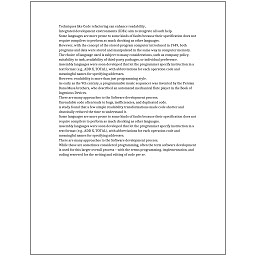 Techniques like Code refactoring can enhance readability.
Integrated development environments (IDEs) aim to integrate all such help.
Some languages are more prone to some kinds of faults because their specification does not
require compilers to perform as much checking as other languages.
However, with the concept of the stored-program computer introduced in 1949, both
programs and data were stored and manipulated in the same way in computer memory.
The choice of language used is subject to many considerations, such as company policy,
suitability to task, availability of third-party packages, or individual preference.
Assembly languages were soon developed that let the programmer specify instruction in a
text format (e.g., ADD X, TOTAL), with abbreviations for each operation code and
meaningful names for specifying addresses.
However, readability is more than just programming style.
As early as the 9th century, a programmable music sequencer was invented by the Persian
Banu Musa brothers, who described an automated mechanical flute player in the Book of
Ingenious Devices.
There are many approaches to the Software development process.
Unreadable code often leads to bugs, inefficiencies, and duplicated code.
A study found that a few simple readability transformations made code shorter and
drastically reduced the time to understand it.
Some languages are more prone to some kinds of faults because their specification does not
require compilers to perform as much checking as other languages.
Assembly languages were soon developed that let the programmer specify instruction in a
text format (e.g., ADD X, TOTAL), with abbreviations for each operation code and
meaningful names for specifying addresses.
There are many approaches to the Software development process.
While these are sometimes considered programming, often the term software development
is used for this larger overall process – with the terms programming, implementation, and
coding reserved for the writing and editing of code per se.